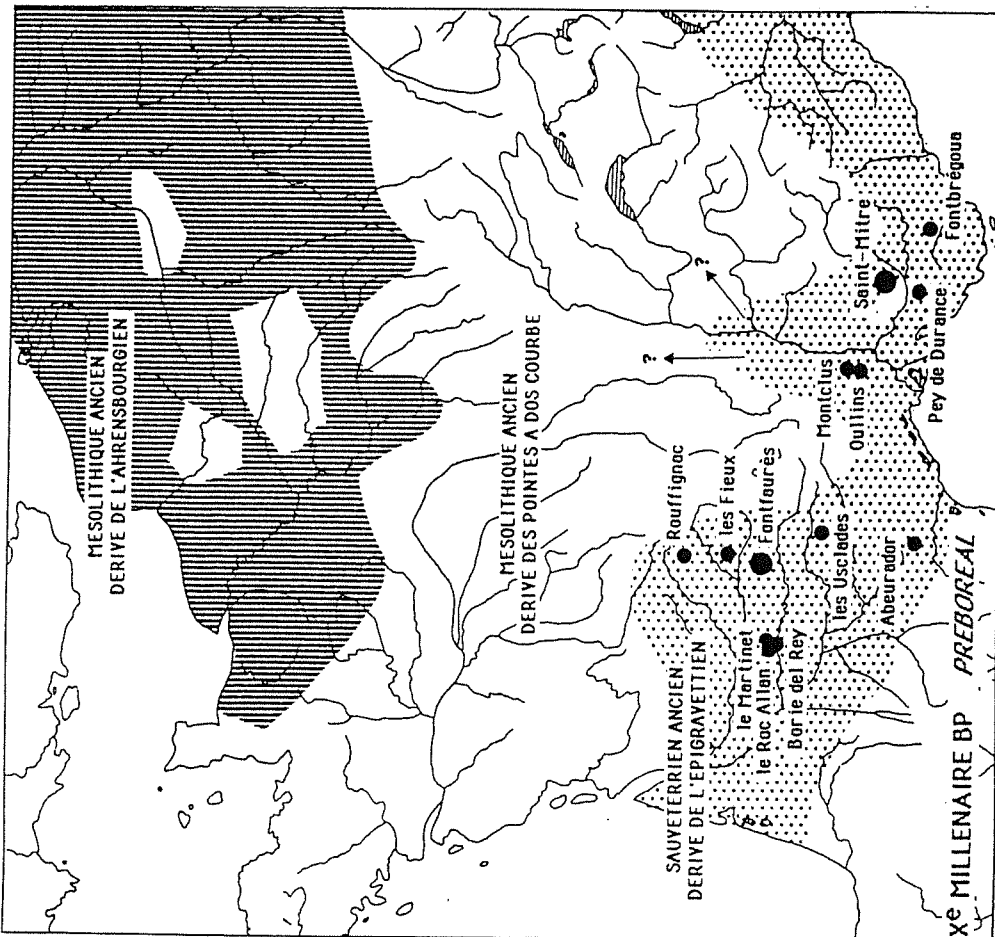 MESOLITHIQUE ANCIEN
DERIVE DE L'AHRENSBOURGIEN
MESOLITHIQUE ANCIEN
DERIVE DES POINTES A DOS COURBE
?
?
SAUVETERRIEN ANCIEN
DERIVE DE L'EPIGRAVETTIEN
Rouffignac
les Fieux
Fontfaurès
le Martinet
le Roc Allan
Borie del Rey
les Usclades
Abeurador
Montclus
Oullins
Saint-Mitre
Pey de Durance
Fontbrégoua
Xe MILLENAIRE BP PREBOREAL